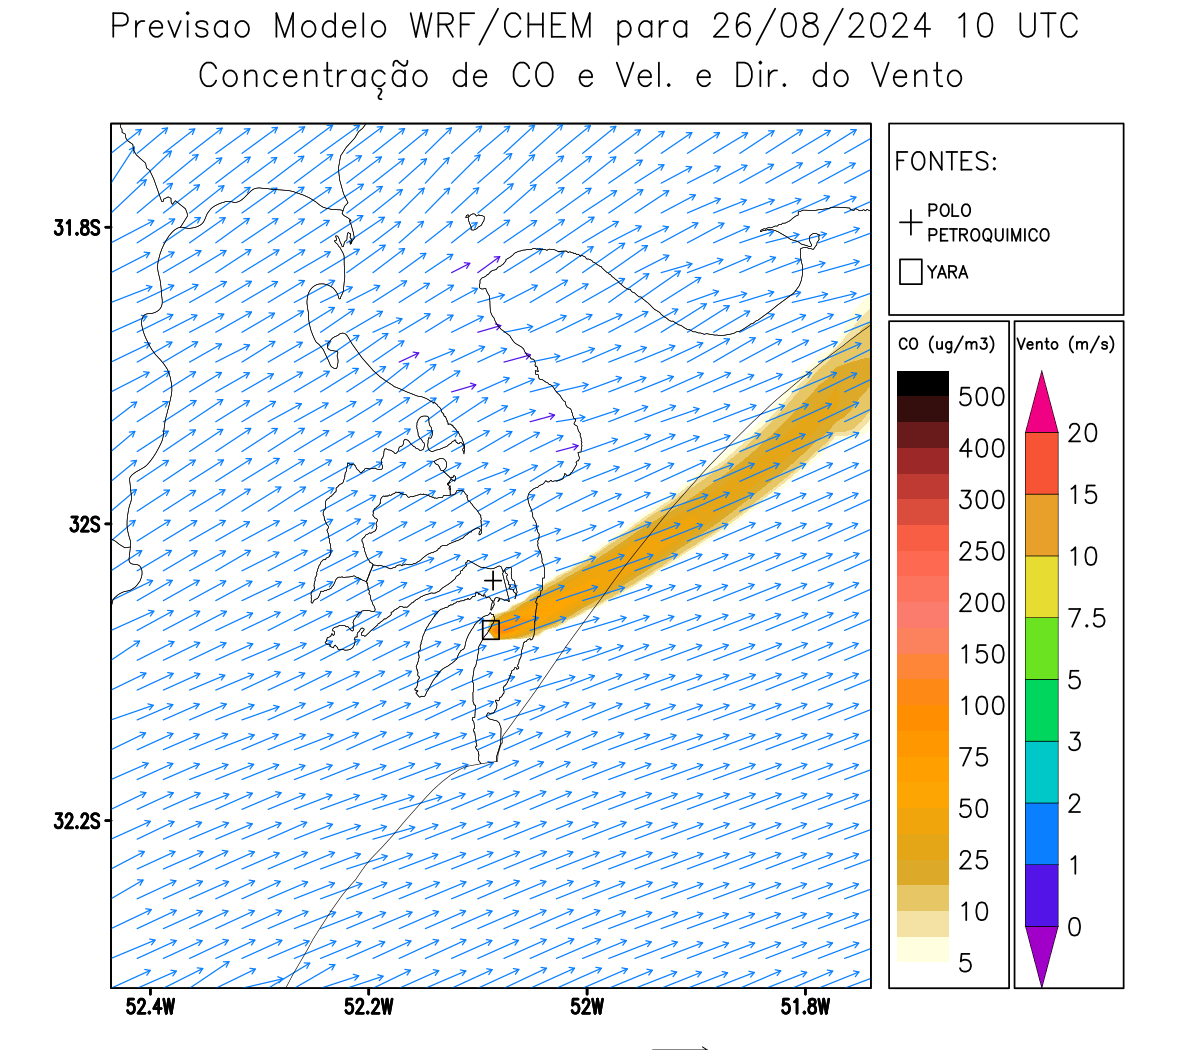 Previsao Modelo WRF/CHEM para 26/08/2024 10 UTC
Concentração de CO e Vel. e Dir. do Vento
FONTES:
POLO
PETROQUIMICO
YARA
CO (ug/m3)
500
400
300
250
200
150
100
75
50
25
10
5
Vento (m/s)
20
15
10
7.5
5
3
2
1
0
31.8S
32S
32.2S
52.4W
52.2W
52W
51.8W